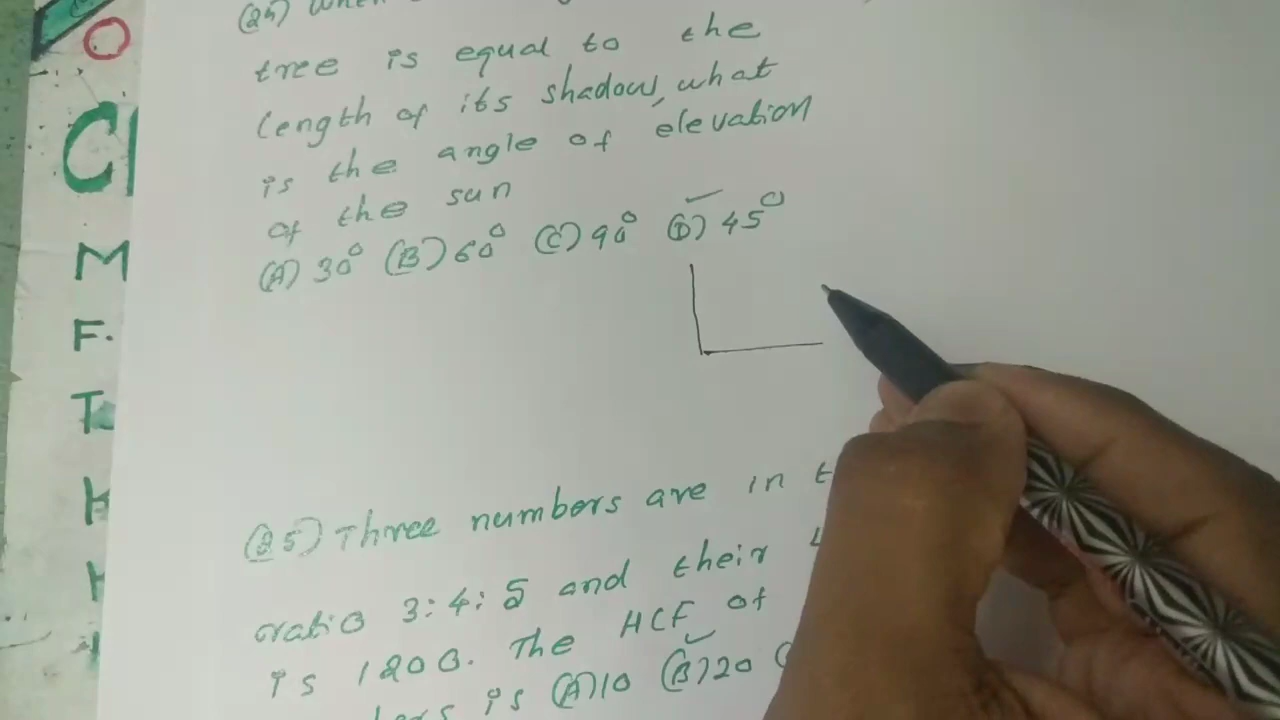 (24) When
tree is equal to the
length of its shadow, what
is the angle of elevation
of the sun
(A) 30° (B) 60° (C) 90° (D) 45°
(25) Three numbers are in
ratio 3:4:5 and their
is 1200. The HCF of
is (A) 10 (B) 20
O
M
F.
T